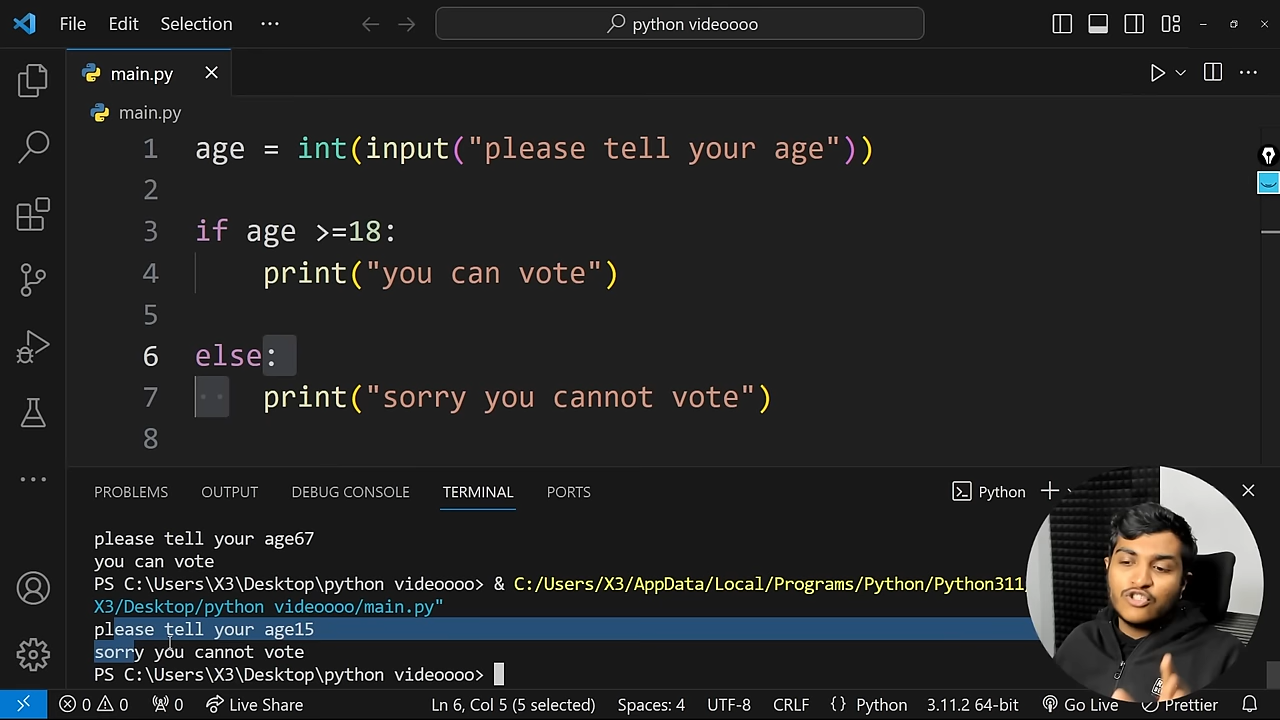 File Edit Selection ··· python videoooo
main.py
main.py
1 age = int(input("please tell your age"))
2
3 if age >=18:
4 print("you can vote")
5
6 else:
7 print("sorry you cannot vote")
8
PROBLEMS OUTPUT DEBUG CONSOLE TERMINAL PORTS Python
please tell your age67
you can vote
PS C:\Users\X3\Desktop\python videoooo> & C:/Users/X3/AppData/Local/Programs/Python/Python311/
X3/Desktop/python videoooo/main.py"
please tell your age15
sorry you cannot vote
PS C:\Users\X3\Desktop\python videoooo>
0 0 0 Live Share Ln 6, Col 5 (5 selected) Spaces: 4 UTF-8 CRLF {} Python 3.11.2 64-bit Go Live Prettier